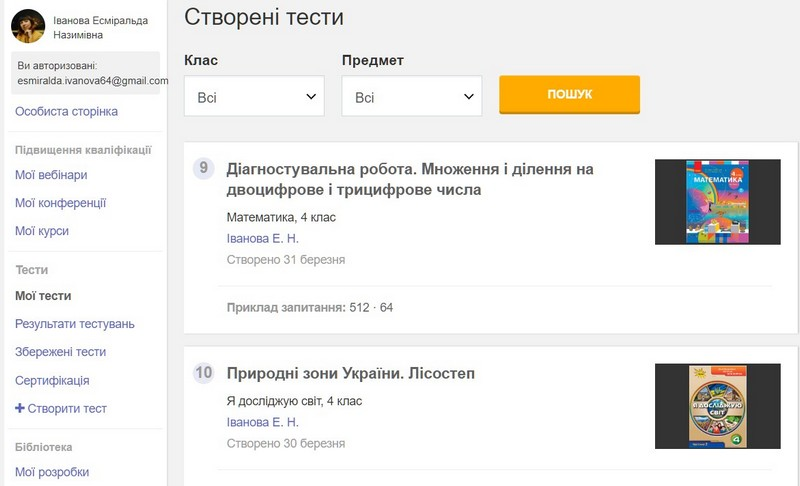 Іванова Есміральда
Назимівна
Ви авторизовані:
esmiralda.ivanova64@gmail.com
Особиста сторінка
Підвищення кваліфікації
Мої вебінари
Мої конференції
Мої курси
Тести
Мої тести
Результати тестувань
Збережені тести
Сертифікація
+ Створити тест
Бібліотека
Мої розробки
Створені тести
Клас
Предмет
Всі
Всі
ПОШУК
9
Діагностувальна робота. Множення і ділення на
двоцифрове і трицифрове числа
Математика, 4 клас
Іванова Е. Н.
Створено 31 березня
Приклад запитання: 512 · 64
МАТЕМАТИКА
4
10
Природні зони України. Лісостеп
Я досліджую світ, 4 клас
Іванова Е. Н.
Створено 30 березня
Я ДОСЛІДЖУЮ
СВІТ
4